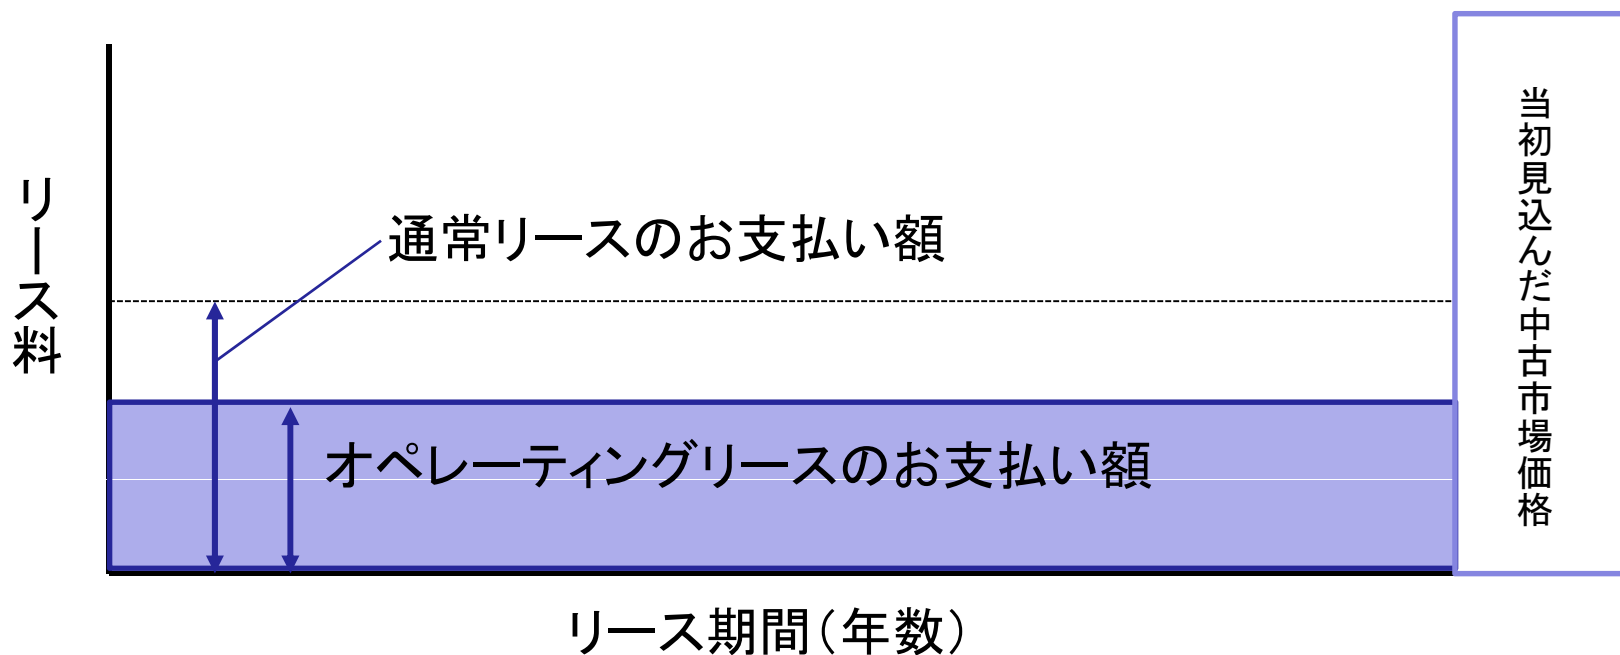 リース料
通常リースのお支払い額
オペレーティングリースのお支払い額
当初見込んだ中古市場価格
リース期間（年数）